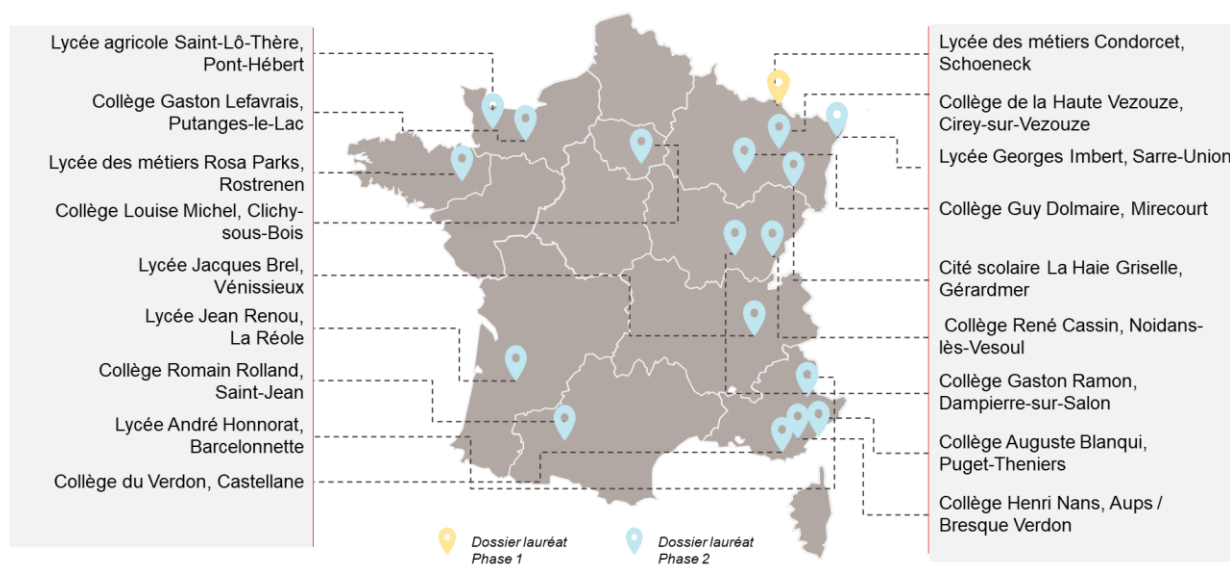 Lycée agricole Saint-Lô-Thère,
Pont-Hébert
Collège Gaston Lefavrais,
Putanges-le-Lac
Lycée des métiers Rosa Parks,
Rostrenen
Collège Louise Michel, Clichy-
sous-Bois
Lycée Jacques Brel,
Vénissieux
Lycée Jean Renou,
La Réole
Collège Romain Rolland,
Saint-Jean
Lycée André Honnorat,
Barcelonnette
Collège du Verdon, Castellane
Lycée des métiers Condorcet,
Schoeneck
Collège de la Haute Vezouze,
Cirey-sur-Vezouze
Lycée Georges Imbert, Sarre-Union
Collège Guy Dolmaire, Mirecourt
Cité scolaire La Haie Griselle,
Gérardmer
Collège René Cassin, Noidans-
lès-Vesoul
Collège Gaston Ramon,
Dampierre-sur-Salon
Collège Auguste Blanqui,
Puget-Theniers
Collège Henri Nans, Aups /
Bresque Verdon
Dossier lauréat
Phase 1
Dossier lauréat
Phase 2